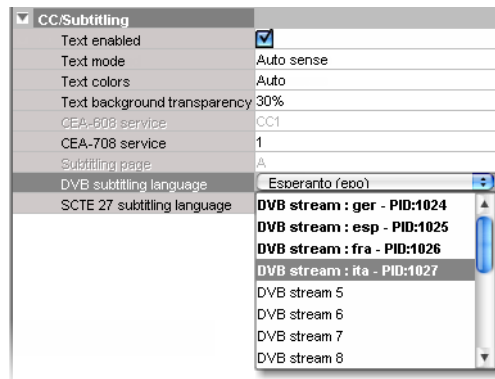 CC/Subtitling
Text enabled
Text mode Auto sense
Text colors Auto
Text background transparency 30%
CEA-608 service CC1
CEA-708 service 1
Subtitling page A
DVB subtitling language Esperanto (epo)
SCTE 27 subtitling language
DVB stream : ger - PID:1024
DVB stream : esp - PID:1025
DVB stream : fra - PID:1026
DVB stream : ita - PID:1027
DVB stream 5
DVB stream 6
DVB stream 7
DVB stream 8